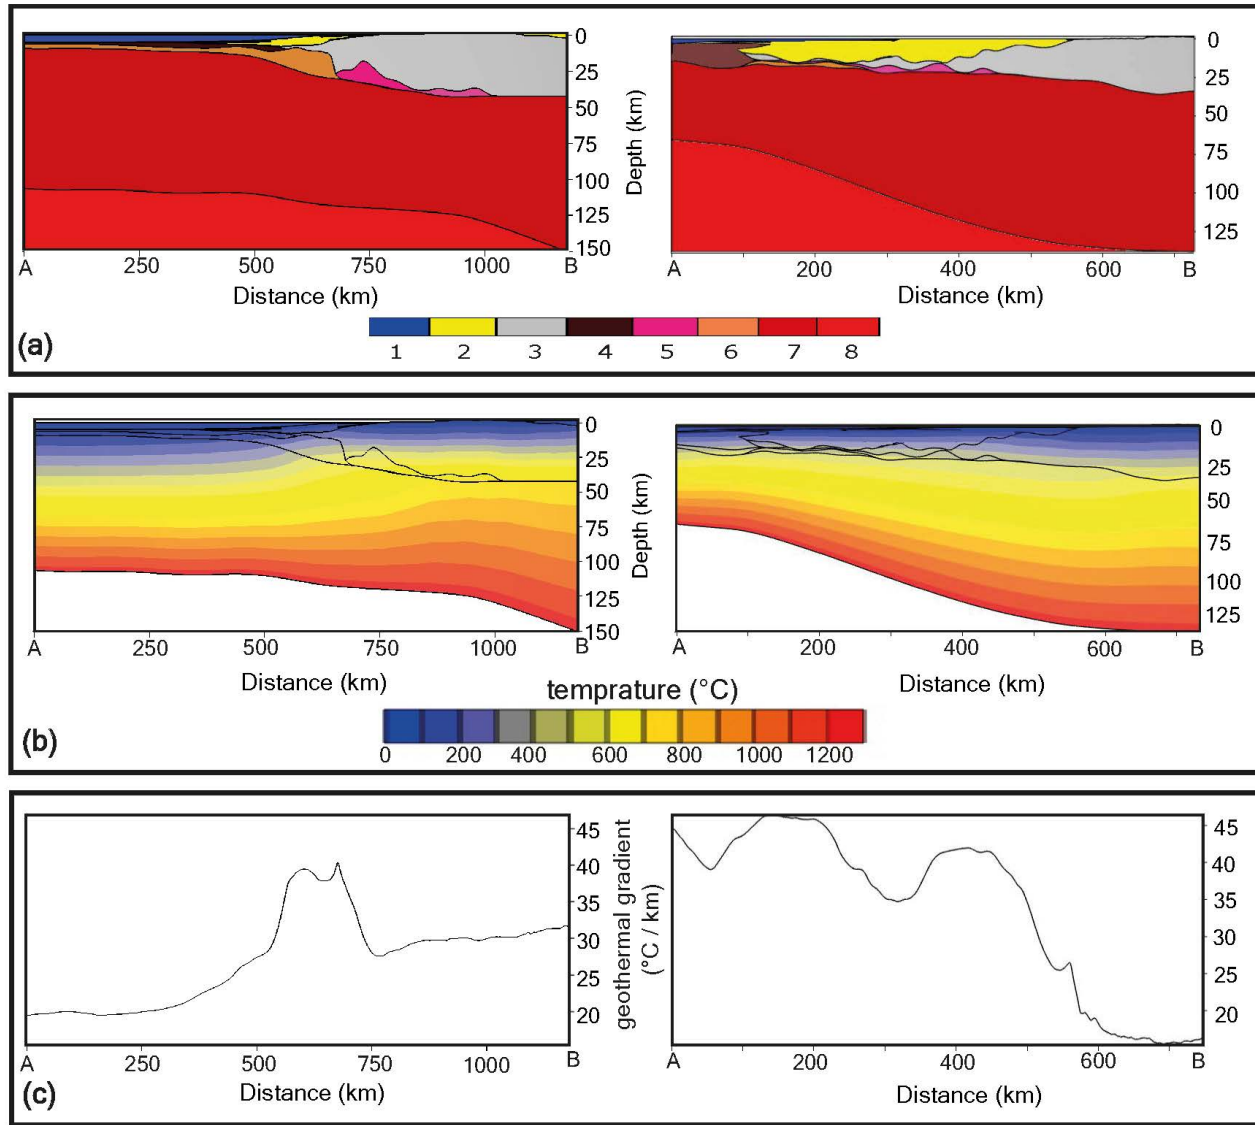 0
25
50
75
100
125
150
Depth (km)
A 250 500 750 1000 B
Distance (km)
0
25
50
75
100
125
A 200 400 600 B
Distance (km)
1 2 3 4 5 6 7 8
(a)
0
25
50
75
100
125
150
Depth (km)
A 250 500 750 1000 B
Distance (km)
0
25
50
75
100
125
A 200 400 600 B
Distance (km)
temprature (°C)
0 200 400 600 800 1000 1200
(b)
45
40
35
30
25
20
geothermal gradient
(°C / km)
A 250 500 750 1000 B
Distance (km)
45
40
35
30
25
20
A 200 400 600 B
Distance (km)
(c)